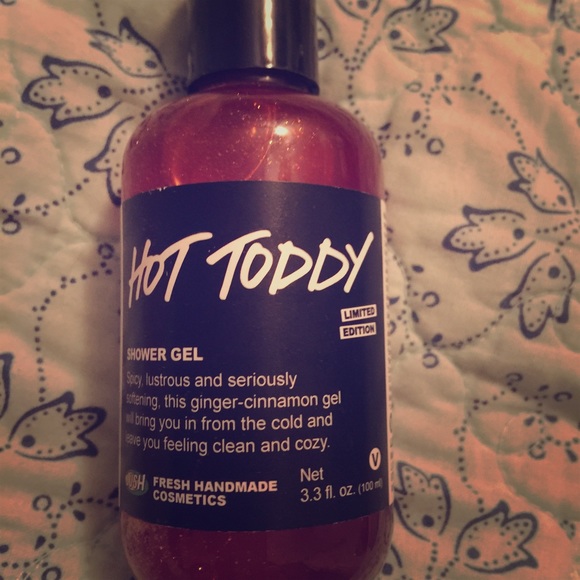 HOT TODDY
LIMITED
EDITION
SHOWER GEL
Spicy, lustrous and seriously
softening, this ginger-cinnamon gel
will bring you in from the cold and
leave you feeling clean and cozy.
LUSH
FRESH HANDMADE
COSMETICS
V
Net
3.3 fl. oz. (100 ml)